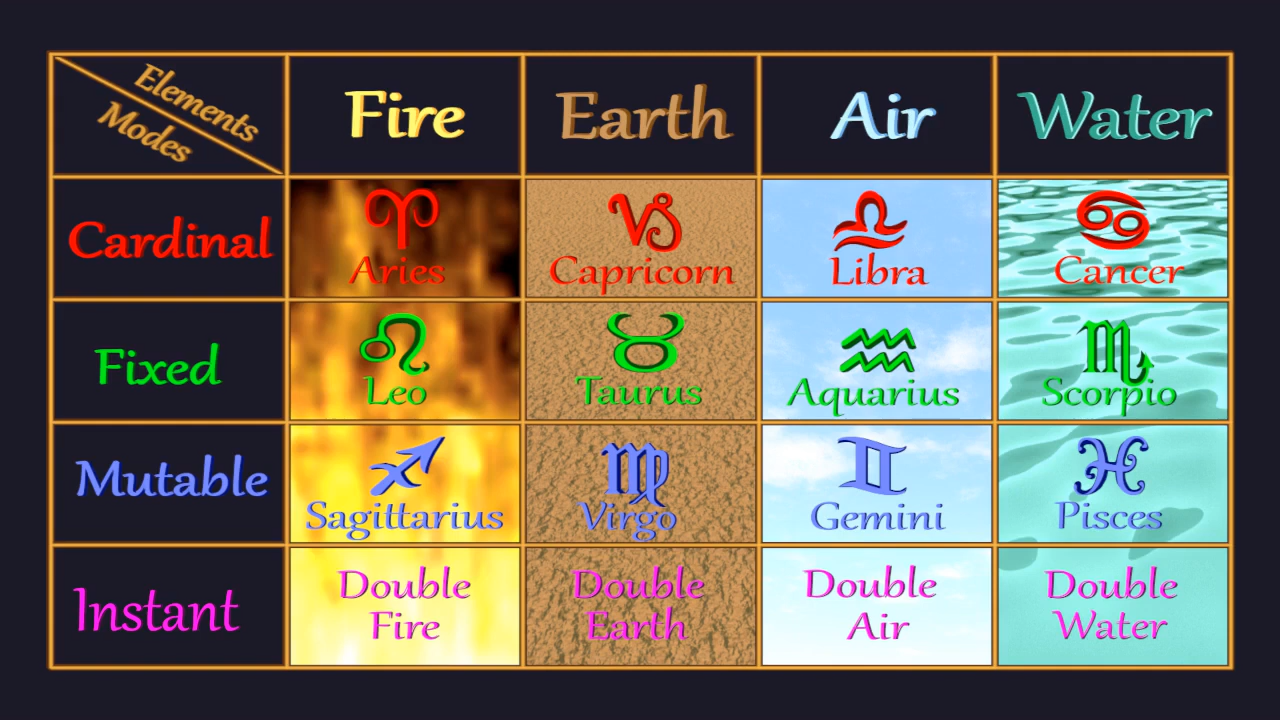 Elements
Modes
Fire
Earth
Air
Water
Cardinal
♈
Aries
♑
Capricorn
♎
Libra
♋
Cancer
Fixed
♌
Leo
♉
Taurus
♒
Aquarius
♏
Scorpio
Mutable
♐
Sagittarius
♍
Virgo
♊
Gemini
♓
Pisces
Instant
Double
Fire
Double
Earth
Double
Air
Double
Water